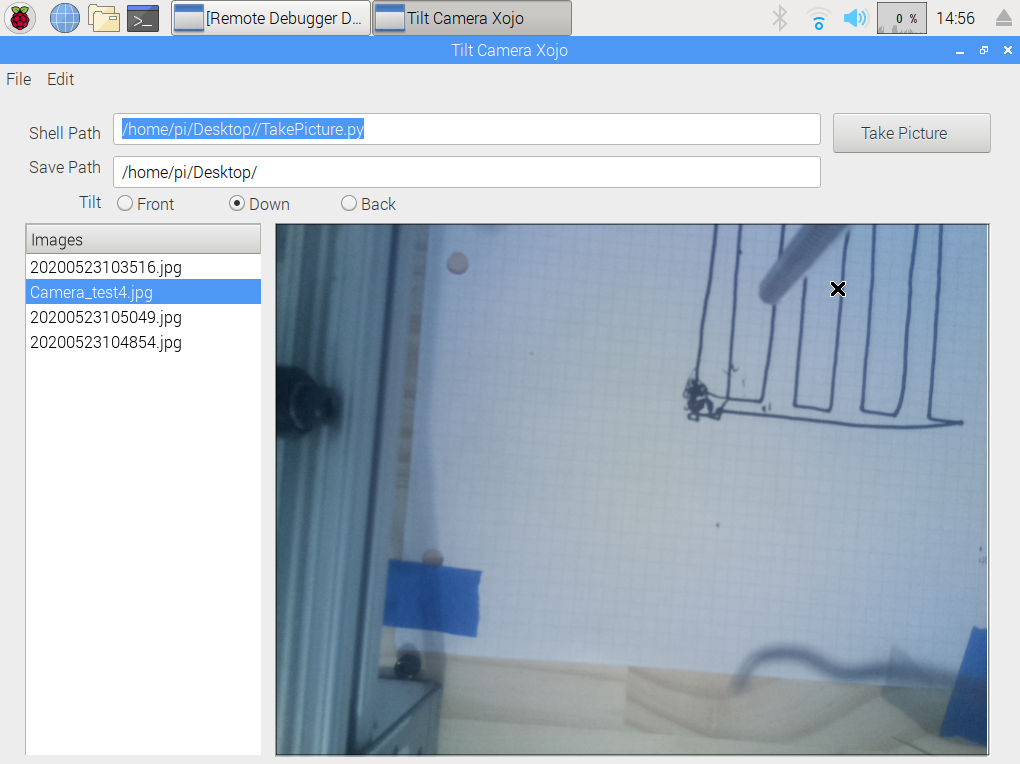 [Remote Debugger D...
Tilt Camera Xojo
0 %
14:56
Tilt Camera Xojo
File Edit
Shell Path /home/pi/Desktop//TakePicture.py Take Picture
Save Path /home/pi/Desktop/
Tilt Front Down Back
Images
20200523103516.jpg
Camera_test4.jpg
20200523105049.jpg
20200523104854.jpg